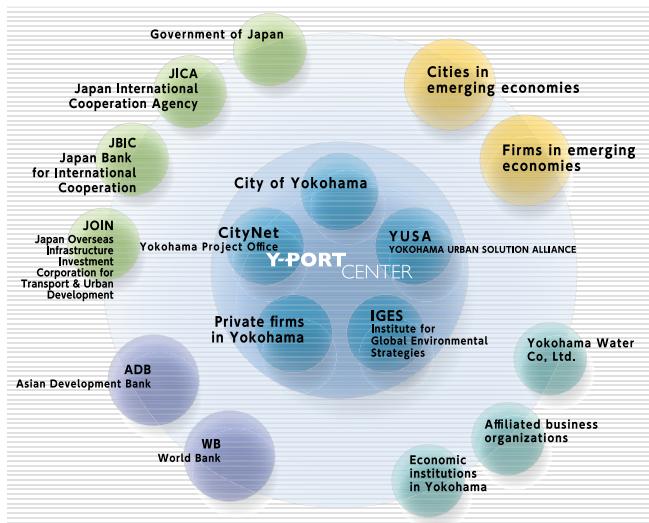 Government of Japan
JICA
Japan International
Cooperation Agency
JBIC
Japan Bank
for International
Cooperation
JOIN
Japan Overseas
Infrastructure
Investment
Corporation for
Transport & Urban
Development
ADB
Asian Development Bank
WB
World Bank
Cities in
emerging economies
Firms in emerging
economies
City of Yokohama
CityNet
Yokohama Project Office
YUSA
YOKOHAMA URBAN SOLUTION ALLIANCE
Y-PORT
CENTER
Private firms
in Yokohama
IGES
Institute for
Global Environmental
Strategies
Yokohama Water
Co, Ltd.
Affiliated business
organizations
Economic
institutions
in Yokohama